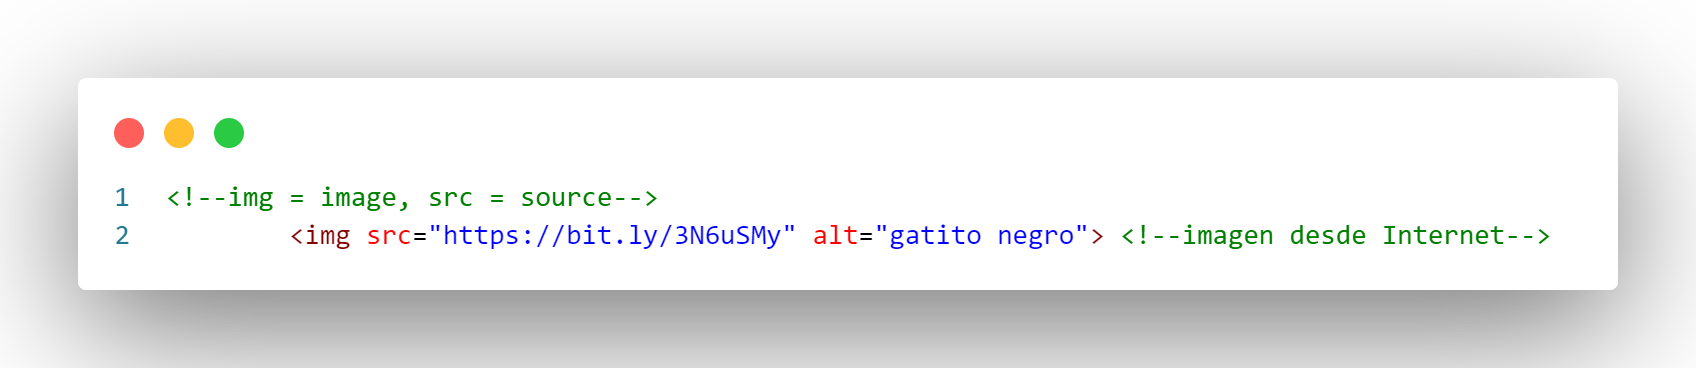 1 <!--img = image, src = source-->
2 <img src="https://bit.ly/3N6uSMy" alt="gatito negro"> <!--imagen desde Internet-->